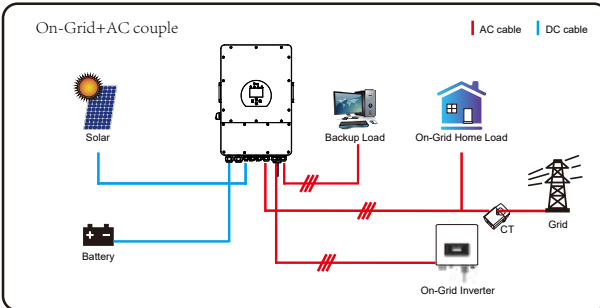 On-Grid+AC couple
AC cable
DC cable
Solar
Backup Load
On-Grid Home Load
CT
Grid
Battery
On-Grid Inverter